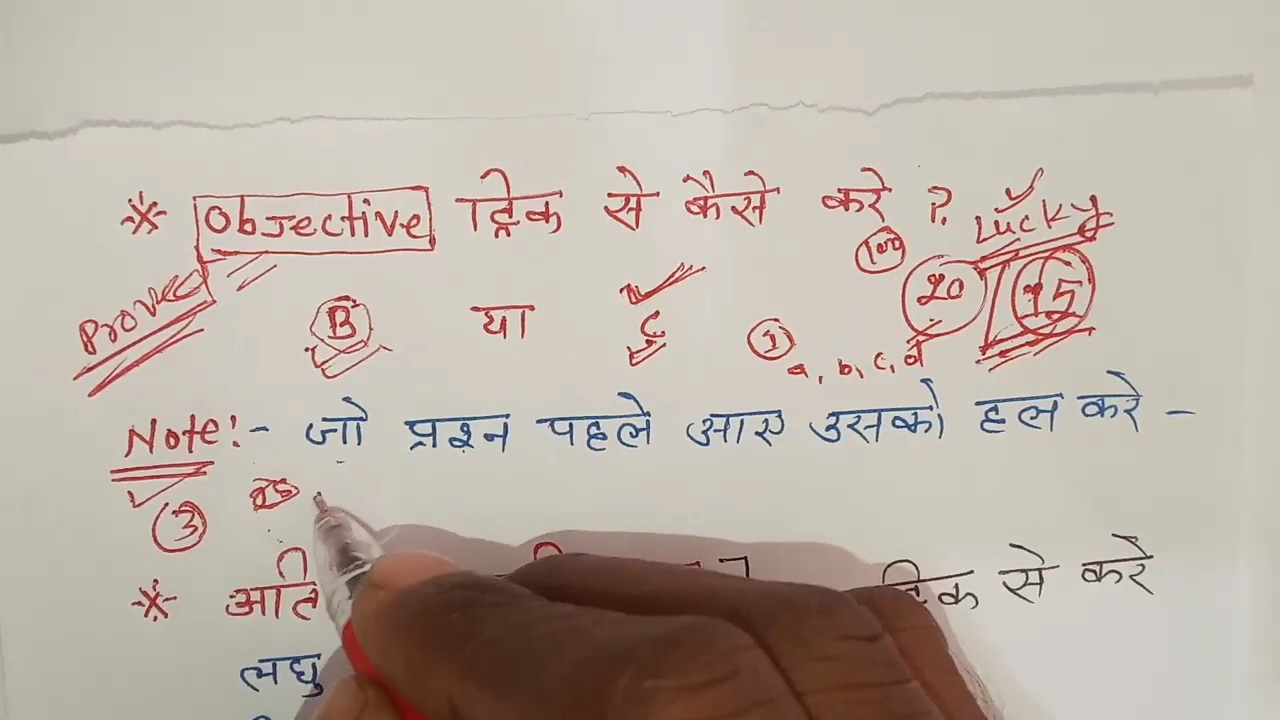 * Objective ट्रिक से कैसे करे ? Lucky
100
Proved B या C 1 a, b, c, d 20 15
Note:- जो प्रश्न पहले आए उसको हल करे -
3
* अति ट्रिक से करे
लघु